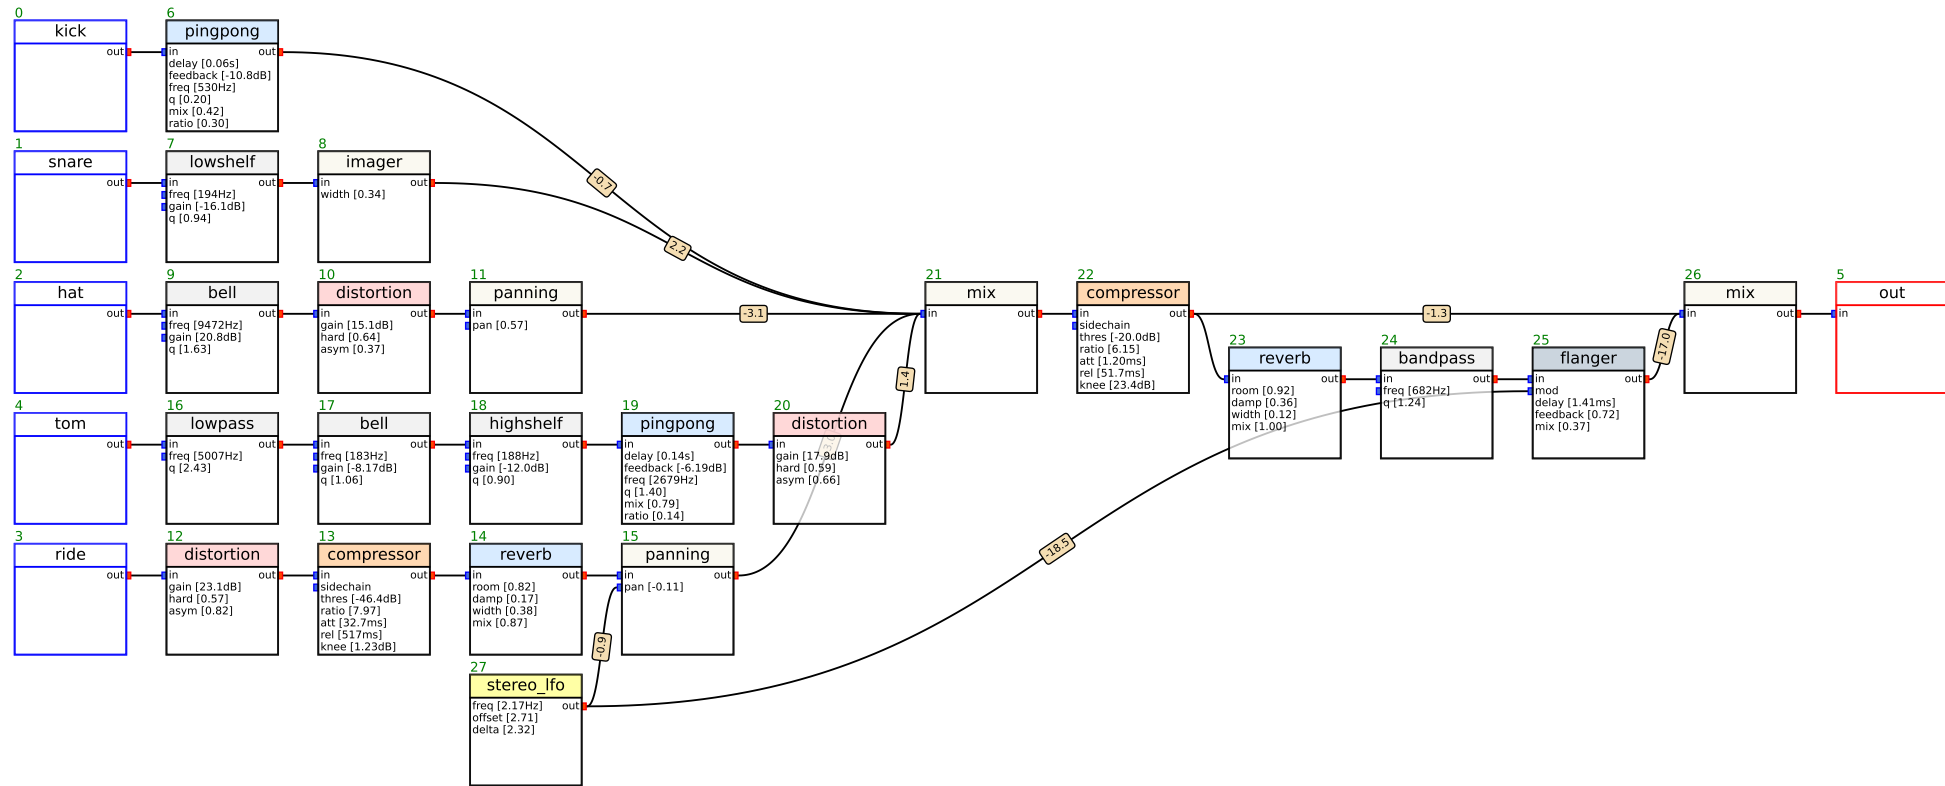 0
kick
out
6
pingpong
in out
delay [0.06s]
feedback [-10.8dB]
freq [530Hz]
q [0.20]
mix [0.42]
ratio [0.30]
1
snare
out
7
lowshelf
in out
freq [194Hz]
gain [-16.1dB]
q [0.94]
8
imager
in out
width [0.34]
-0.7
2.2
2
hat
out
9
bell
in out
freq [9472Hz]
gain [20.8dB]
q [1.63]
10
distortion
in out
gain [15.1dB]
hard [0.64]
asym [0.37]
11
panning
in out
pan [0.57]
-3.1
21
mix
in out
22
compressor
in out
sidechain
thres [-20.0dB]
ratio [6.15]
att [1.20ms]
rel [51.7ms]
knee [23.4dB]
-1.3
26
mix
in out
5
out
in
23
reverb
in out
room [0.92]
damp [0.36]
width [0.12]
mix [1.00]
24
bandpass
in out
freq [682Hz]
q [1.24]
25
flanger
in out
mod
delay [1.41ms]
feedback [0.72]
mix [0.37]
-17.0
4
tom
out
16
lowpass
in out
freq [5007Hz]
q [2.43]
17
bell
in out
freq [183Hz]
gain [-8.17dB]
q [1.06]
18
highshelf
in out
freq [188Hz]
gain [-12.0dB]
q [0.90]
19
pingpong
in out
delay [0.14s]
feedback [-6.19dB]
freq [2679Hz]
q [1.40]
mix [0.79]
ratio [0.14]
20
distortion
in out
gain [17.9dB]
hard [0.59]
asym [0.66]
1.4
3
ride
out
12
distortion
in out
gain [23.1dB]
hard [0.57]
asym [0.82]
13
compressor
in out
sidechain
thres [-46.4dB]
ratio [7.97]
att [32.7ms]
rel [517ms]
knee [1.23dB]
14
reverb
in out
room [0.82]
damp [0.17]
width [0.38]
mix [0.87]
15
panning
in out
pan [-0.11]
-0.9
-18.5
27
stereo_lfo
freq [2.17Hz] out
offset [2.71]
delta [2.32]